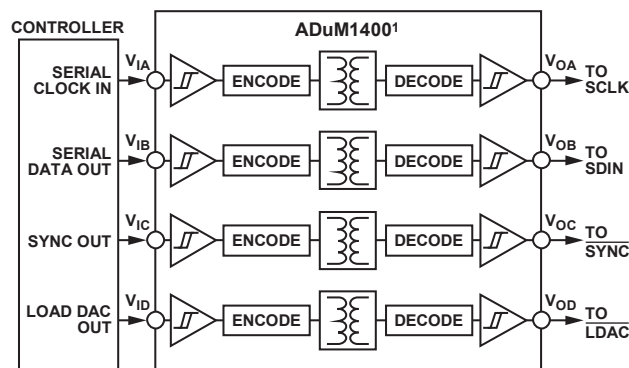 CONTROLLER
ADuM1400¹
SERIAL
CLOCK IN
V_IA
ENCODE
DECODE
V_OA
TO
SCLK
SERIAL
DATA OUT
V_IB
ENCODE
DECODE
V_OB
TO
SDIN
SYNC OUT
V_IC
ENCODE
DECODE
V_OC
TO
SYNC
LOAD DAC
OUT
V_ID
ENCODE
DECODE
V_OD
TO
LDAC